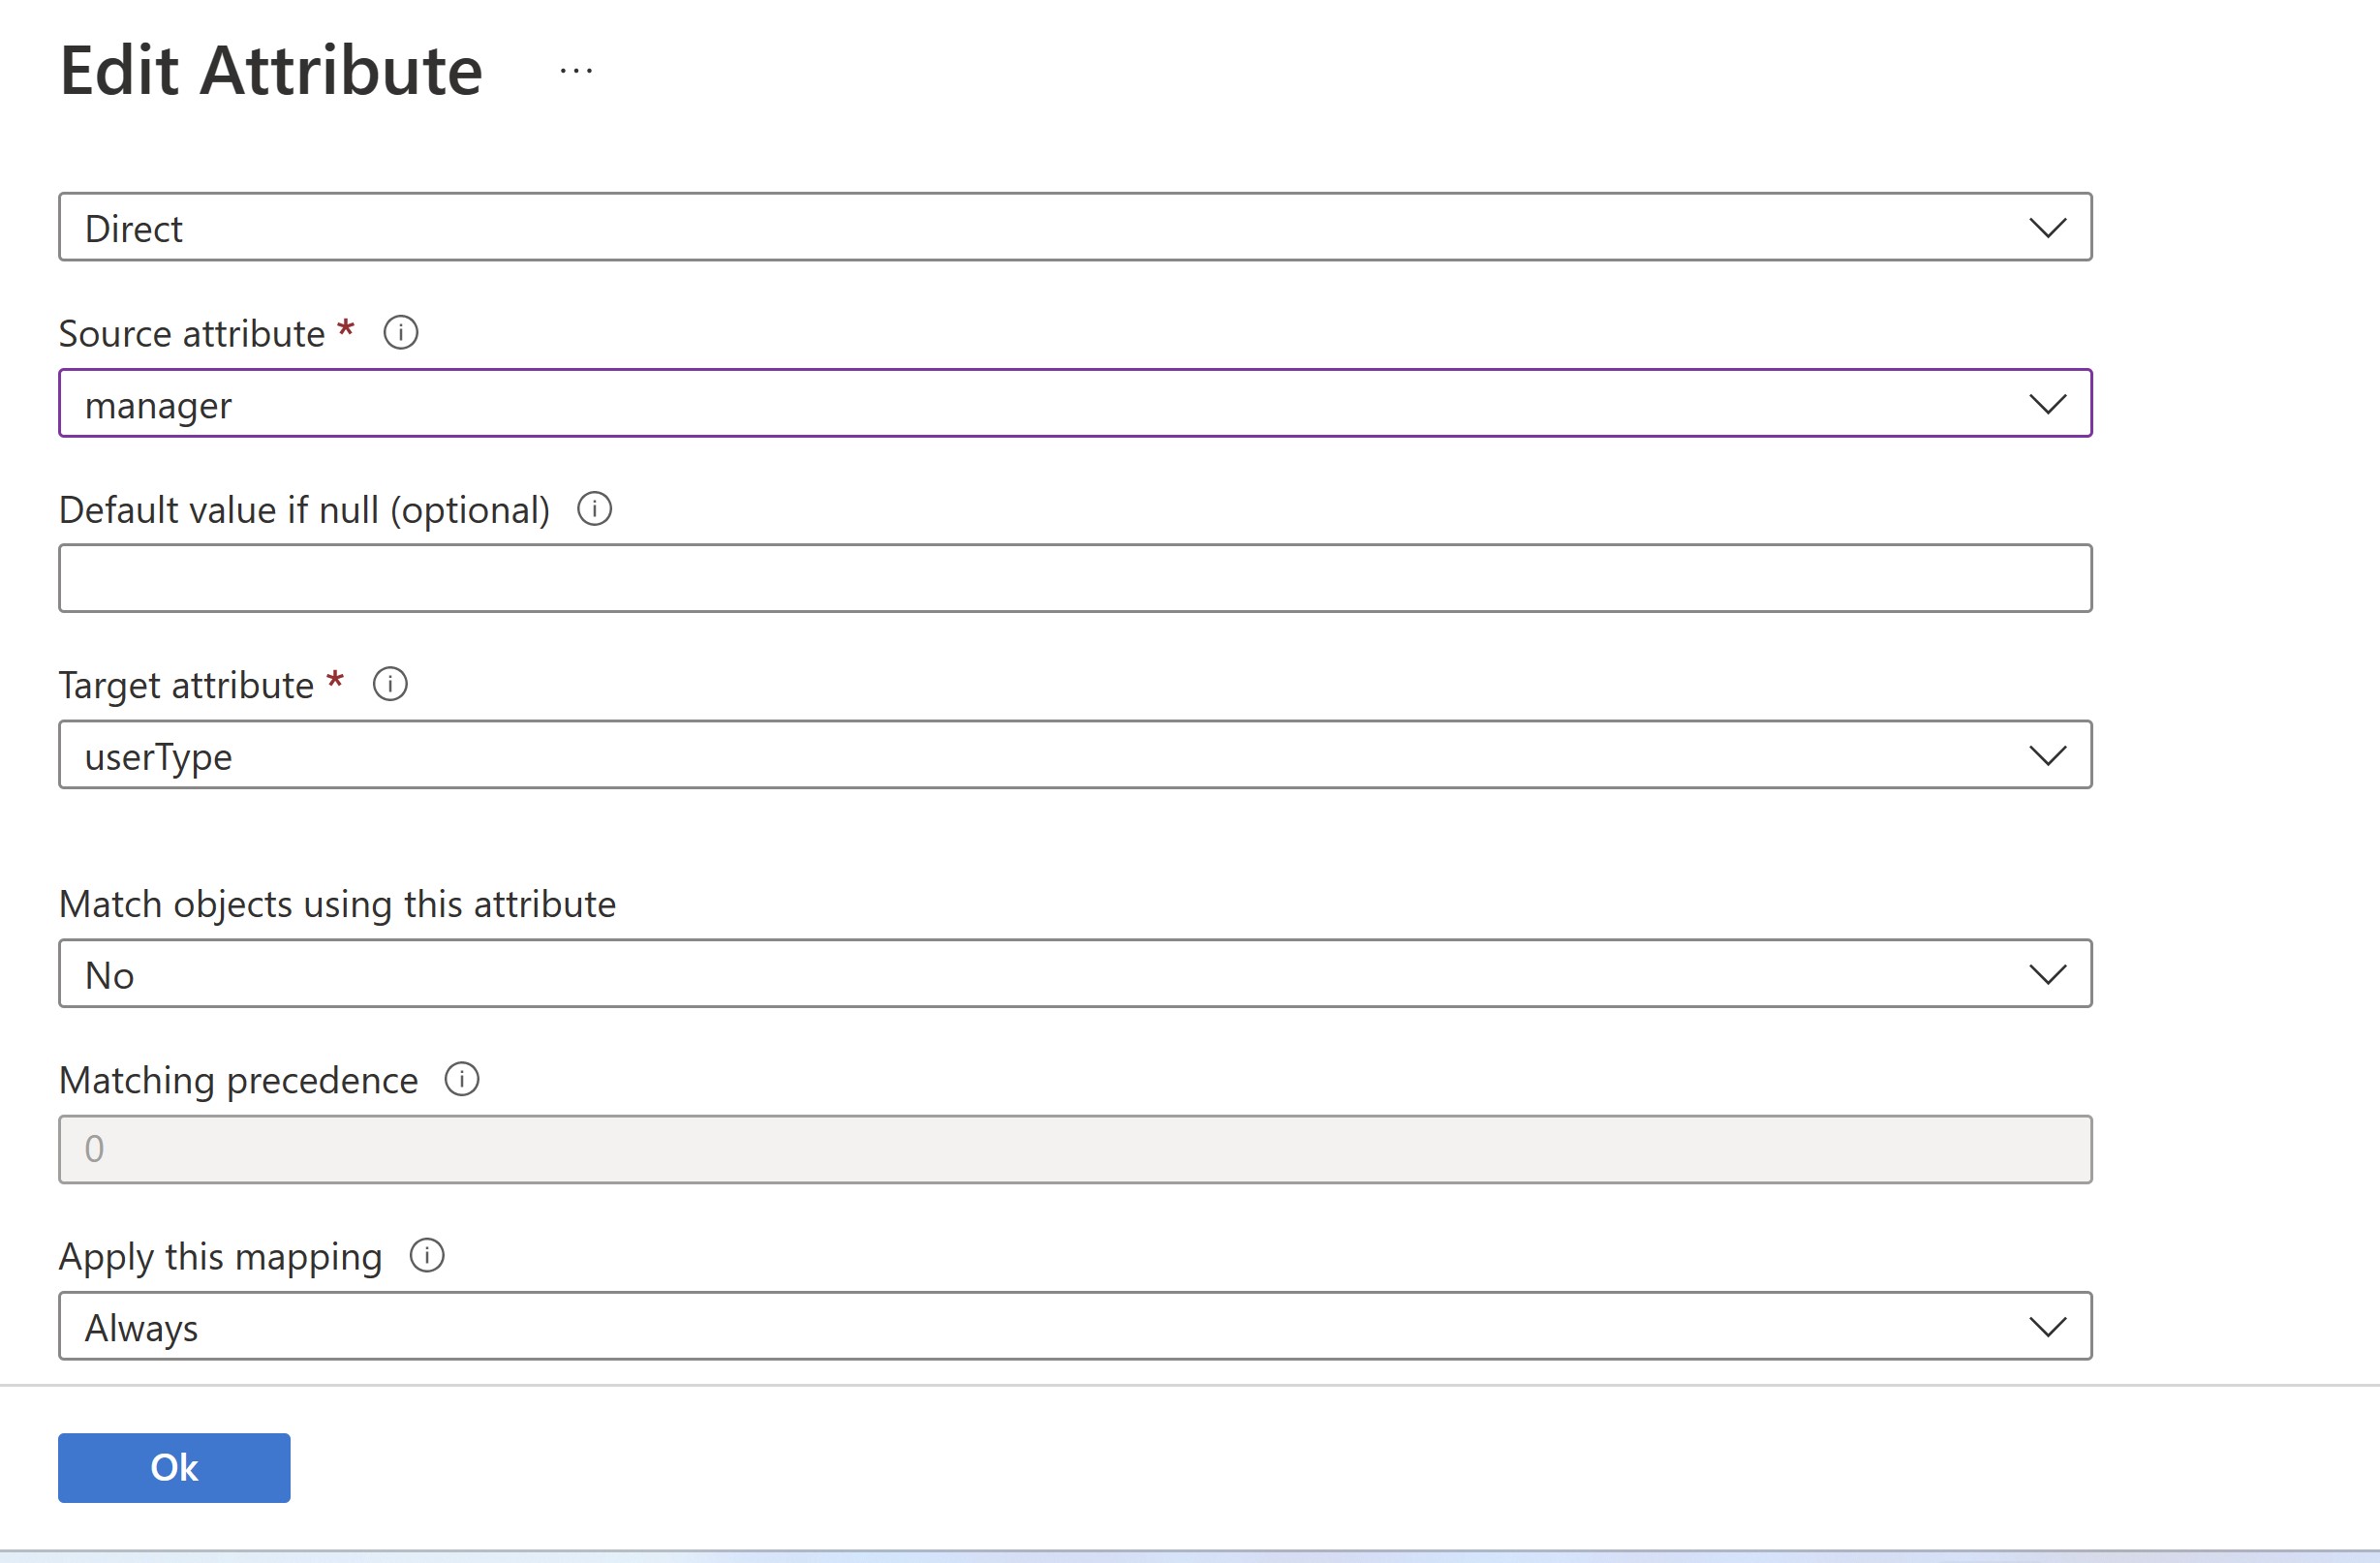 Edit Attribute ...
Direct
Source attribute *
manager
Default value if null (optional)
Target attribute *
userType
Match objects using this attribute
No
Matching precedence
0
Apply this mapping
Always
Ok